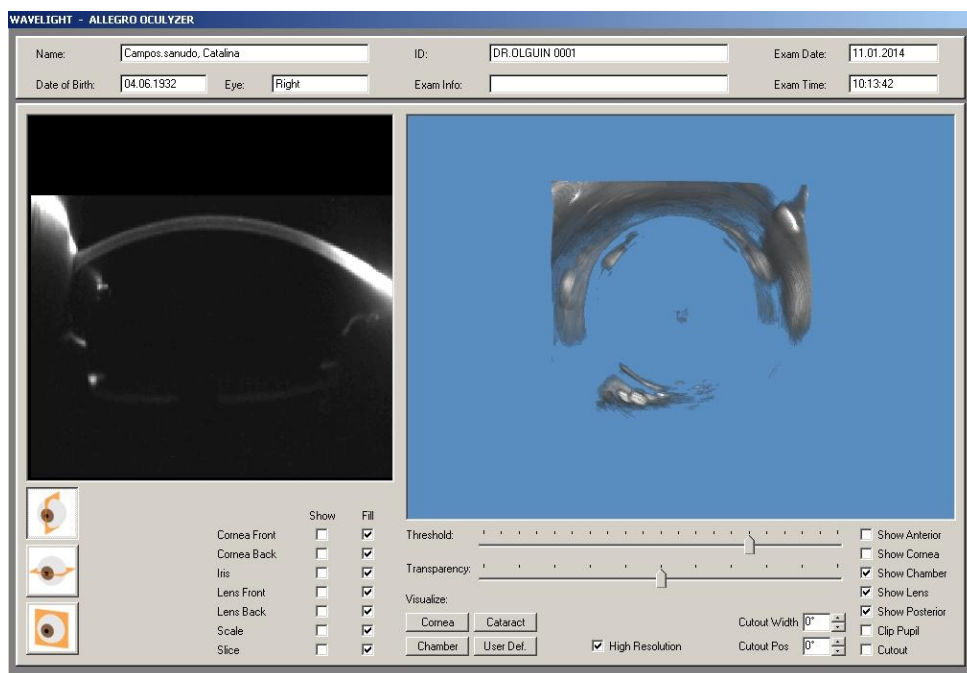 WAVELIGHT - ALLEGRO OCULYZER
Name: Campos.sanudo, Catalina ID: DR.OLGUIN 0001 Exam Date: 11.01.2014
Date of Birth: 04.06.1932 Eye: Right Exam Info: Exam Time: 10:13:42
Show Fill
Cornea Front
Cornea Back
Iris
Lens Front
Lens Back
Scale
Slice
Threshold:
Transparency:
Visualize:
Cornea Cataract
Chamber User Def.
High Resolution
Cutout Width 0°
Cutout Pos 0°
Show Anterior
Show Cornea
Show Chamber
Show Lens
Show Posterior
Clip Pupil
Cutout